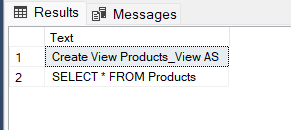 Results Messages
Text
1 Create View Products_View AS
2 SELECT * FROM Products